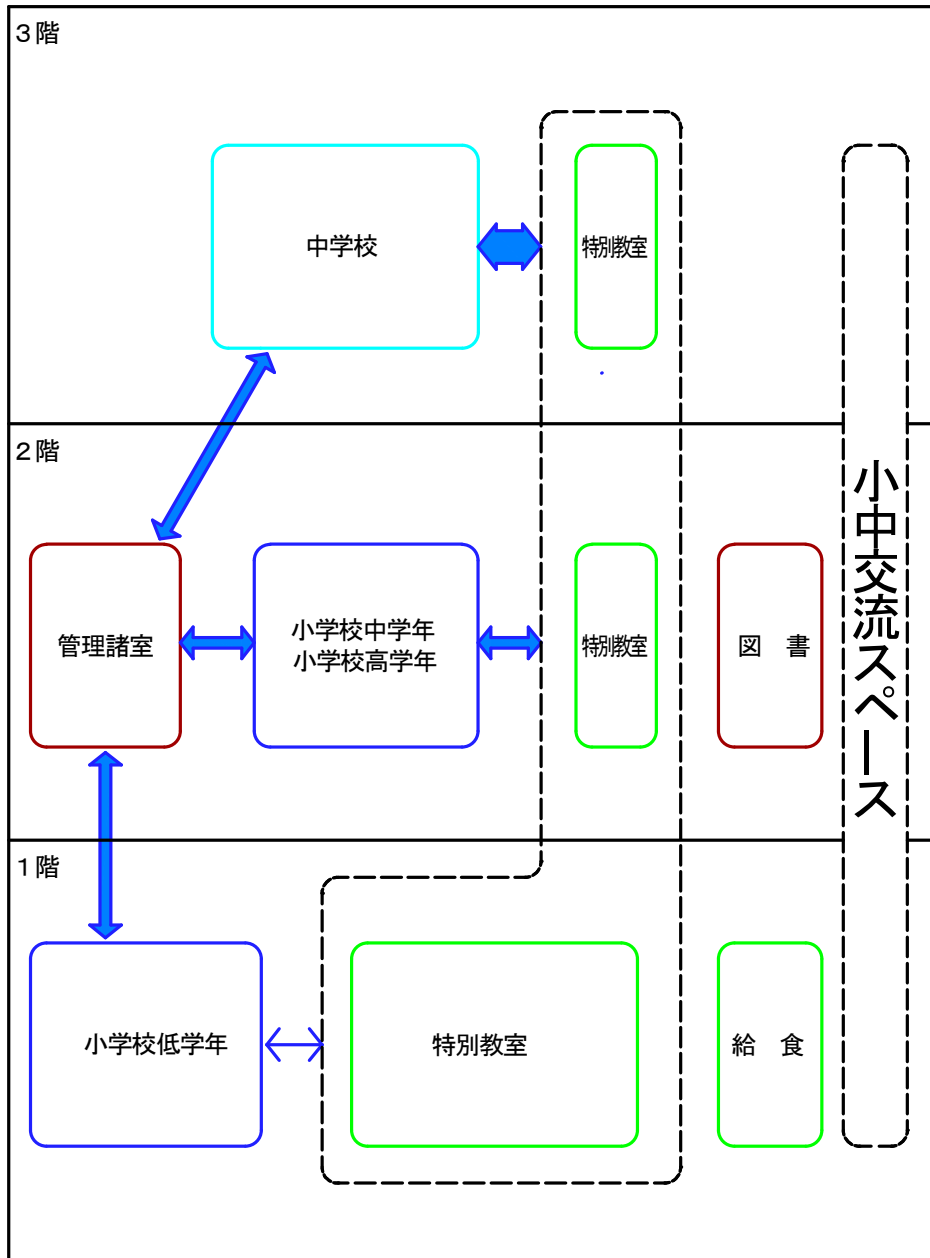 3階
中学校
特別教室
2階
管理諸室
小学校中学年
小学校高学年
特別教室
図　書
小中交流スペース
1階
小学校低学年
特別教室
給　食